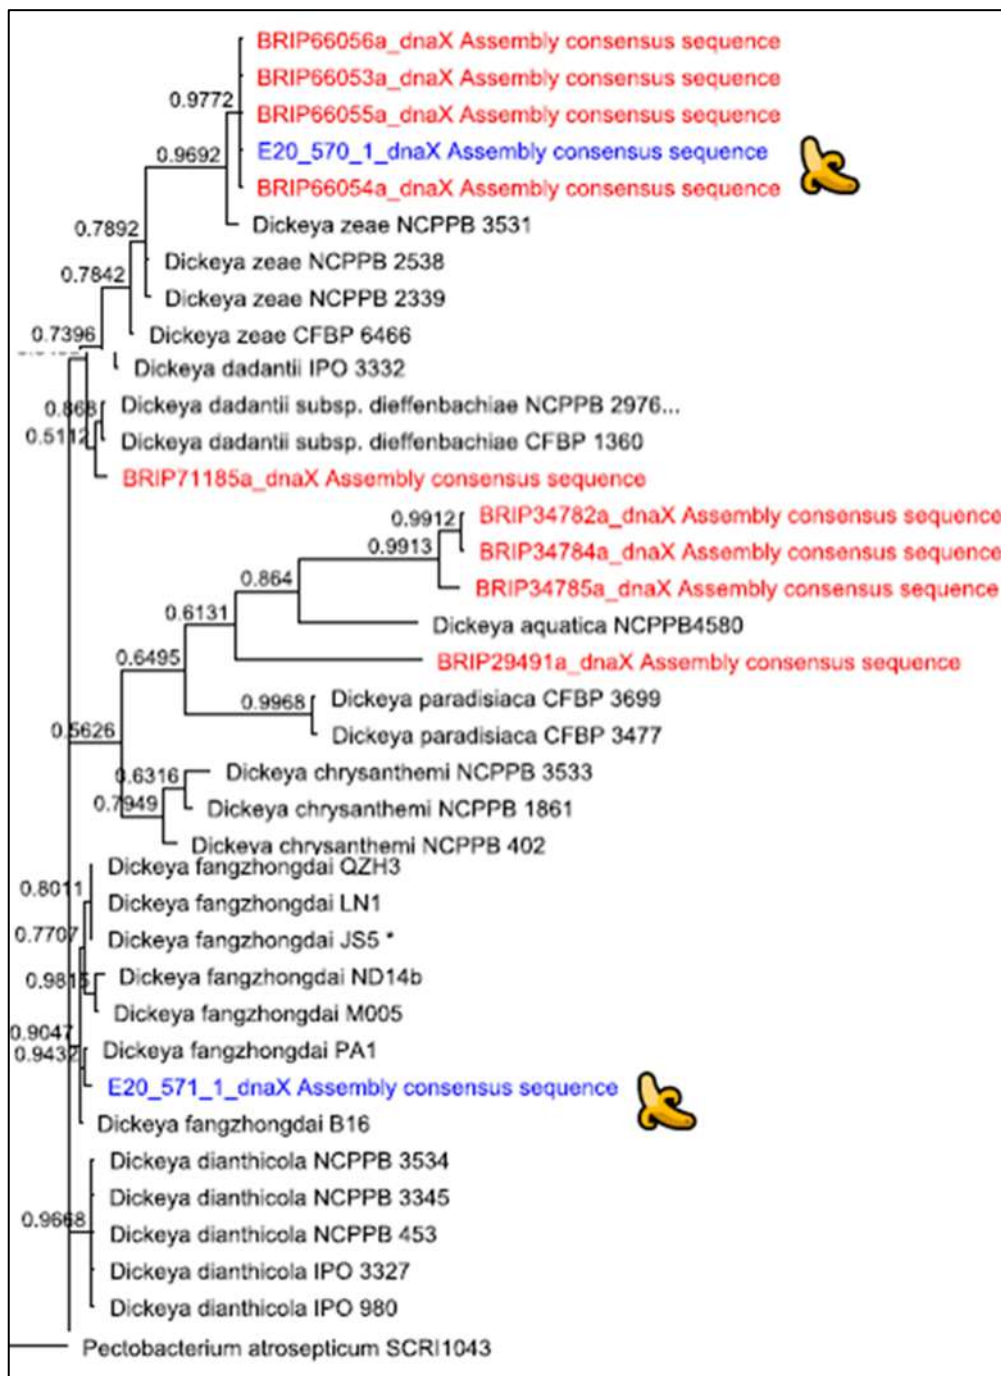 BRIP66056a_dnaX Assembly consensus sequence
BRIP66053a_dnaX Assembly consensus sequence
0.9772
BRIP66055a_dnaX Assembly consensus sequence
E20_570_1_dnaX Assembly consensus sequence
0.9692
BRIP66054a_dnaX Assembly consensus sequence
Dickeya zeae NCPPB 3531
0.7892
Dickeya zeae NCPPB 2538
0.7842
Dickeya zeae NCPPB 2339
0.7396
Dickeya zeae CFBP 6466
Dickeya dadantii IPO 3332
0.868
Dickeya dadantii subsp. dieffenbachiae NCPPB 2976...
0.5112
Dickeya dadantii subsp. dieffenbachiae CFBP 1360
BRIP71185a_dnaX Assembly consensus sequence
0.9912
BRIP34782a_dnaX Assembly consensus sequence
0.9913
BRIP34784a_dnaX Assembly consensus sequence
0.864
BRIP34785a_dnaX Assembly consensus sequence
0.6131
Dickeya aquatica NCPPB4580
0.6495
BRIP29491a_dnaX Assembly consensus sequence
0.9968
Dickeya paradisiaca CFBP 3699
0.5626
Dickeya paradisiaca CFBP 3477
0.6316
Dickeya chrysanthemi NCPPB 3533
0.7949
Dickeya chrysanthemi NCPPB 1861
Dickeya chrysanthemi NCPPB 402
Dickeya fangzhongdai QZH3
0.8011
Dickeya fangzhongdai LN1
0.7707
Dickeya fangzhongdai JS5 *
0.9815
Dickeya fangzhongdai ND14b
Dickeya fangzhongdai M005
0.9047
0.9432
Dickeya fangzhongdai PA1
E20_571_1_dnaX Assembly consensus sequence
Dickeya fangzhongdai B16
Dickeya dianthicola NCPPB 3534
Dickeya dianthicola NCPPB 3345
0.9668
Dickeya dianthicola NCPPB 453
Dickeya dianthicola IPO 3327
Dickeya dianthicola IPO 980
Pectobacterium atrosepticum SCRI1043